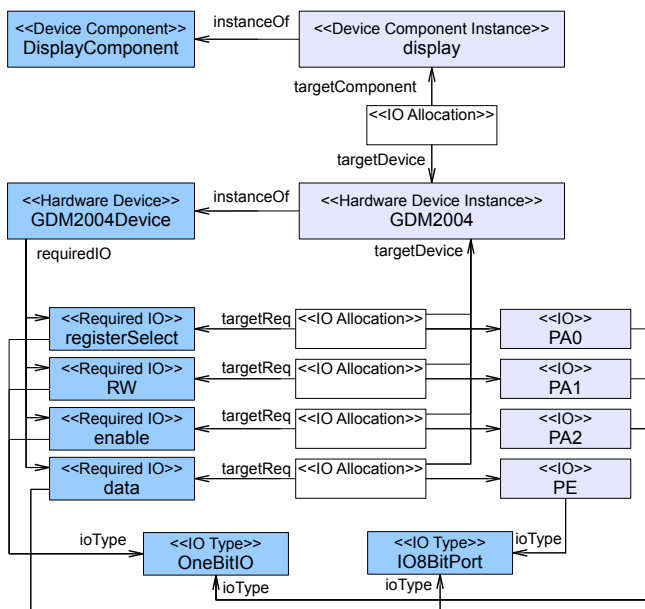 <<Device Component>>
DisplayComponent
instanceOf
<<Device Component Instance>>
display
targetComponent
<<IO Allocation>>
targetDevice
<<Hardware Device>>
GDM2004Device
instanceOf
<<Hardware Device Instance>>
GDM2004
requiredIO
targetDevice
<<Required IO>>
registerSelect
targetReq
<<IO Allocation>>
<<IO>>
PA0
<<Required IO>>
RW
targetReq
<<IO Allocation>>
<<IO>>
PA1
<<Required IO>>
enable
targetReq
<<IO Allocation>>
<<IO>>
PA2
<<Required IO>>
data
targetReq
<<IO Allocation>>
<<IO>>
PE
ioType
<<IO Type>>
OneBitIO
<<IO Type>>
IO8BitPort
ioType
ioType
ioType